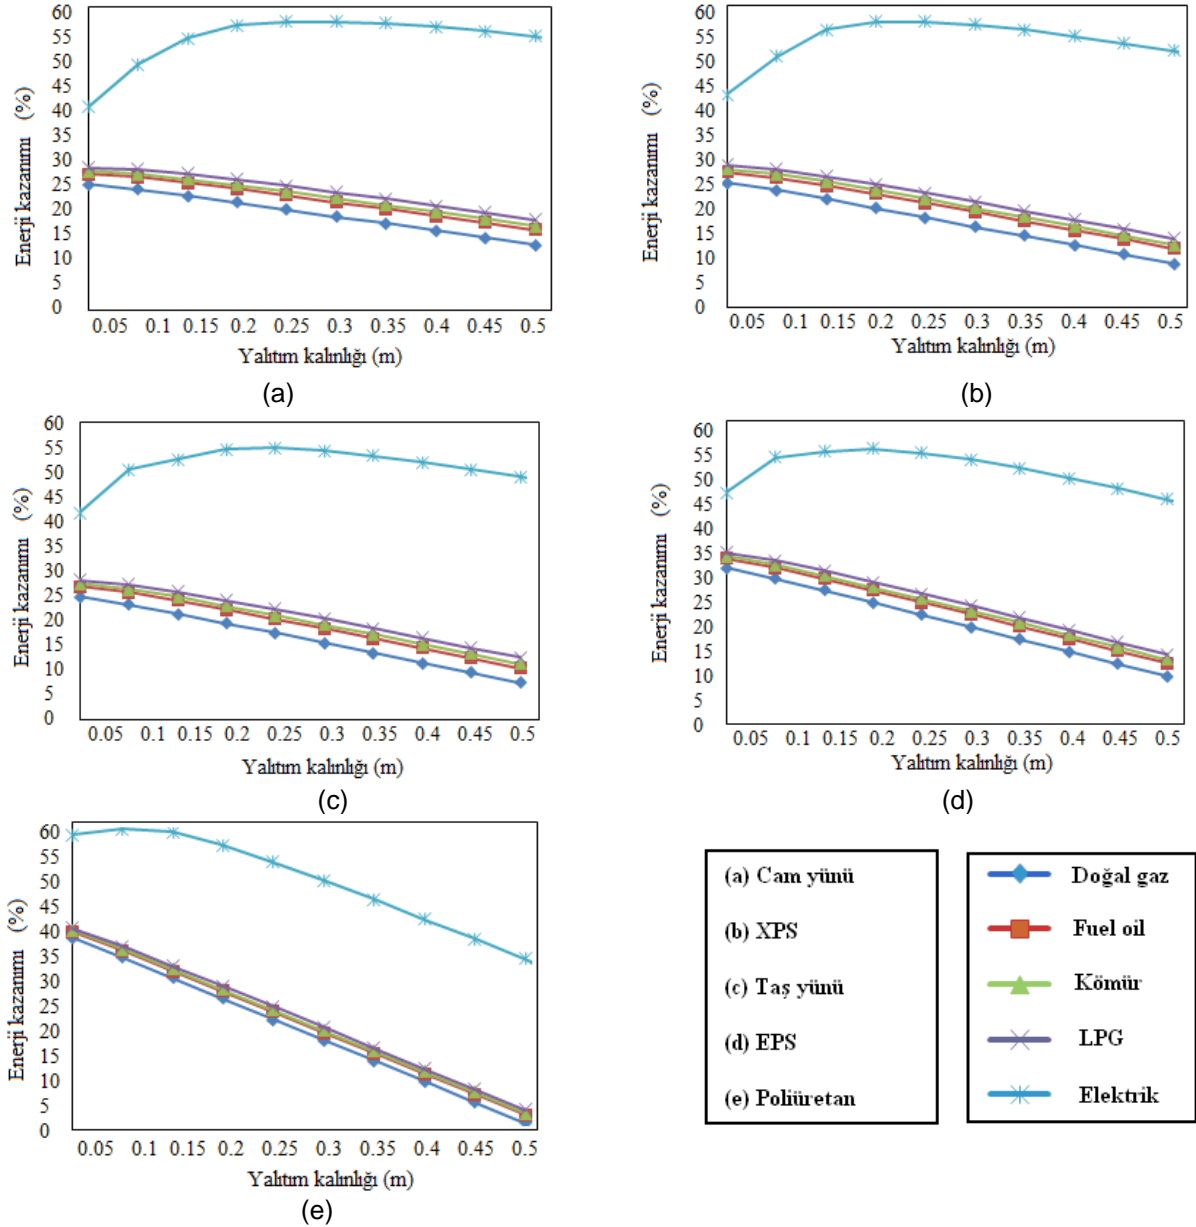 60
55
50
45
40
35
30
25
20
15
10
5
0
Enerji kazanımı (%)
0.05 0.1 0.15 0.2 0.25 0.3 0.35 0.4 0.45 0.5
Yalıtım kalınlığı (m)
(a)
60
55
50
45
40
35
30
25
20
15
10
5
0
Enerji kazanımı (%)
0.05 0.1 0.15 0.2 0.25 0.3 0.35 0.4 0.45 0.5
Yalıtım kalınlığı (m)
(b)
60
55
50
45
40
35
30
25
20
15
10
5
0
Enerji kazanımı (%)
0.05 0.1 0.15 0.2 0.25 0.3 0.35 0.4 0.45 0.5
Yalıtım kalınlığı (m)
(c)
60
55
50
45
40
35
30
25
20
15
10
5
0
Enerji kazanımı (%)
0.05 0.1 0.15 0.2 0.25 0.3 0.35 0.4 0.45 0.5
Yalıtım kalınlığı (m)
(d)
60
55
50
45
40
35
30
25
20
15
10
5
0
Enerji kazanımı (%)
0.05 0.1 0.15 0.2 0.25 0.3 0.35 0.4 0.45 0.5
Yalıtım kalınlığı (m)
(e)
(a) Cam yünü
(b) XPS
(c) Taş yünü
(d) EPS
(e) Poliüretan
Doğal gaz
Fuel oil
Kömür
LPG
Elektrik